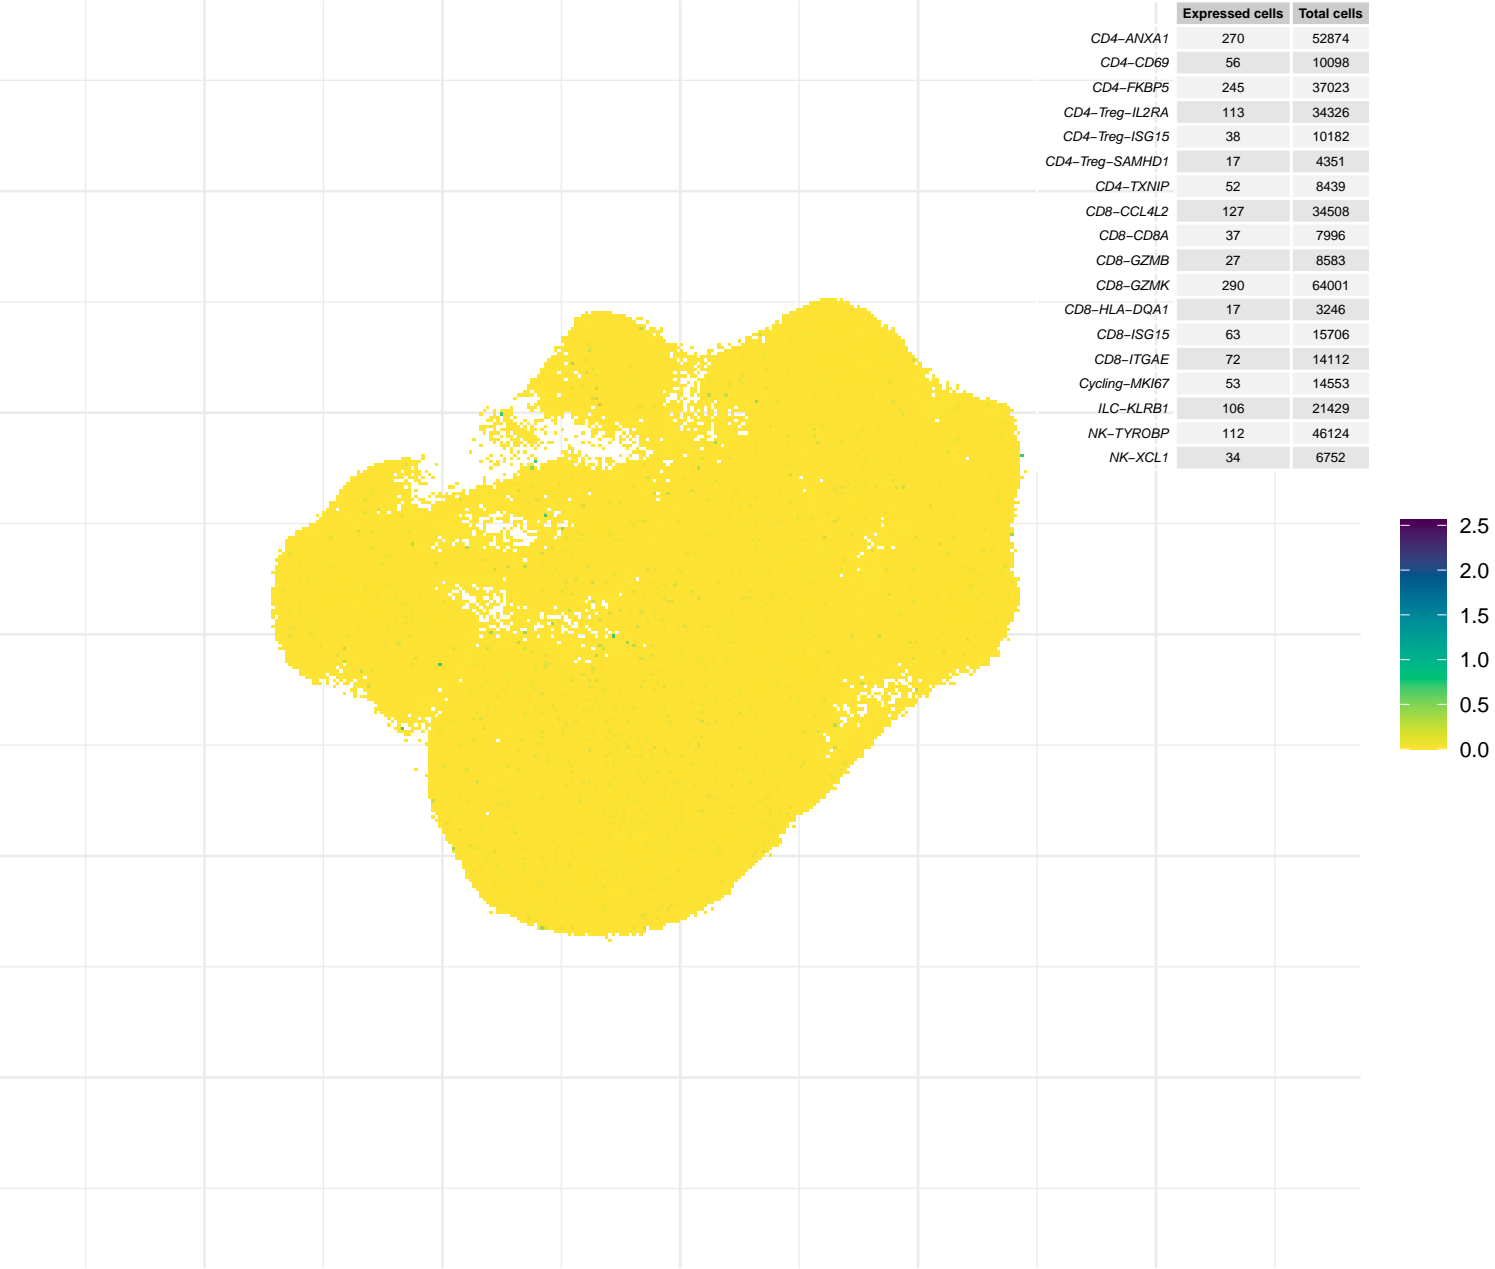 Expressed cells Total cells
CD4−ANXA1 270 52874
CD4−CD69 56 10098
CD4−FKBP5 245 37023
CD4−Treg−IL2RA 113 34326
CD4−Treg−ISG15 38 10182
CD4−Treg−SAMHD1 17 4351
CD4−TXNIP 52 8439
CD8−CCL4L2 127 34508
CD8−CD8A 37 7996
CD8−GZMB 27 8583
CD8−GZMK 290 64001
CD8−HLA−DQA1 17 3246
CD8−ISG15 63 15706
CD8−ITGAE 72 14112
Cycling−MKI67 53 14553
ILC−KLRB1 106 21429
NK−TYROBP 112 46124
NK−XCL1 34 6752
2.5
2.0
1.5
1.0
0.5
0.0